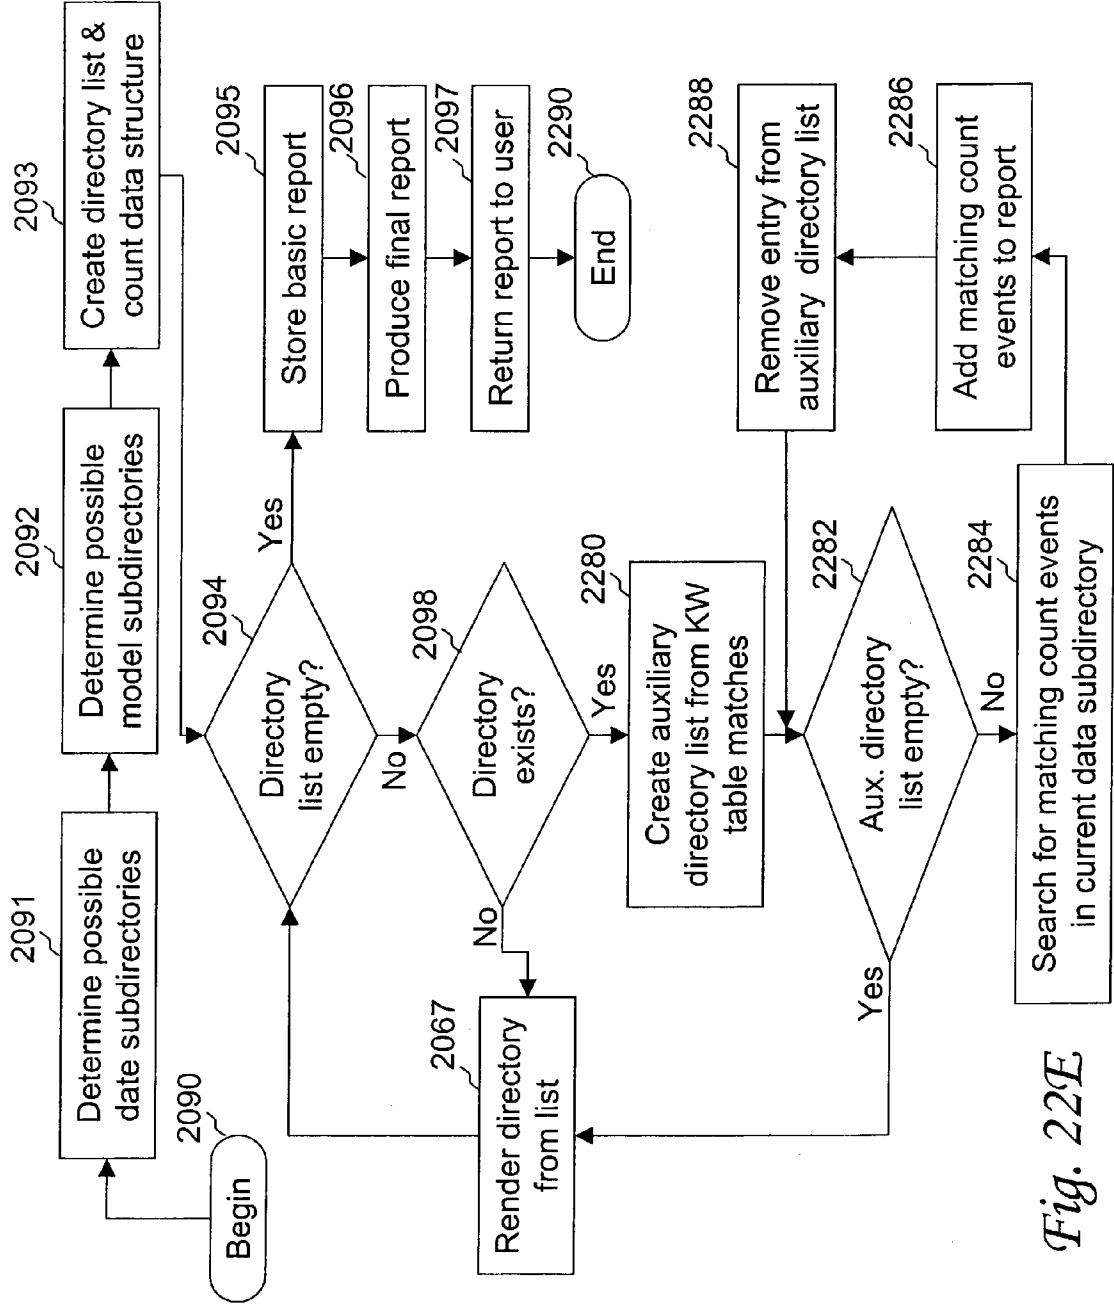 2090
Begin
2091
Determine possible
date subdirectories
2092
Determine possible
model subdirectories
2093
Create directory list &
count data structure
2094
Directory
list empty?
Yes
No
2095
Store basic report
2096
Produce final report
2097
Return report to user
2290
End
2098
Directory
exists?
No
Yes
2067
Render directory
from list
2280
Create auxiliary
directory list from KW
table matches
2282
Aux. directory
list empty?
Yes
No
2284
Search for matching count events
in current data subdirectory
2286
Add matching count
events to report
2288
Remove entry from
auxiliary directory list
Fig. 22E